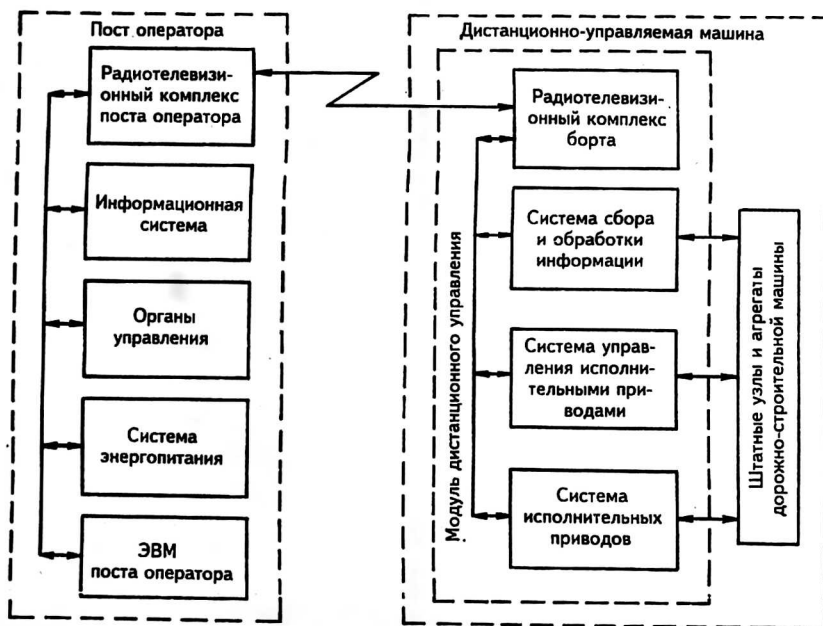 Пост оператора
Радиотелевизи-
онный комплекс
поста оператора
Информационная
система
Органы
управления
Система
энергопитания
ЭВМ
поста оператора
Дистанционно-управляемая машина
Модуль дистанционного управления
Радиотелевизи-
онный комплекс
борта
Система сбора
и обработки
информации
Система управ-
ления исполни-
тельными при-
водами
Система
исполнительных
приводов
Штатные узлы и агрегаты
дорожно-строительной машины